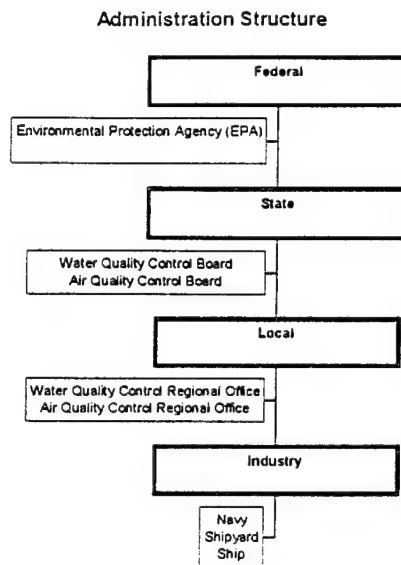 Administration Structure
Federal
Environmental Protection Agency (EPA)
State
Water Quality Control Board
Air Quality Control Board
Local
Water Quality Control Regional Office
Air Quality Control Regional Office
Industry
Navy
Shipyard
Ship